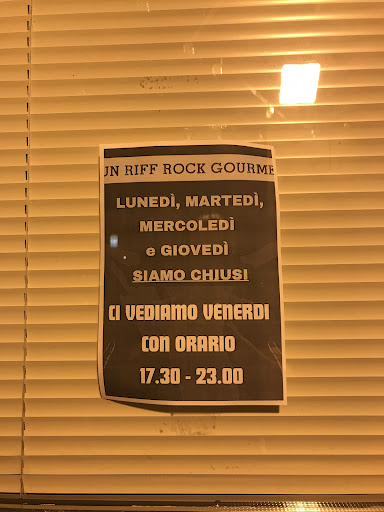 UN RIFF ROCK GOURME
LUNEDÌ, MARTEDÌ,
MERCOLEDÌ
e GIOVEDÌ
SIAMO CHIUSI
CI VEDIAMO VENERDI
CON ORARIO
17.30 - 23.00